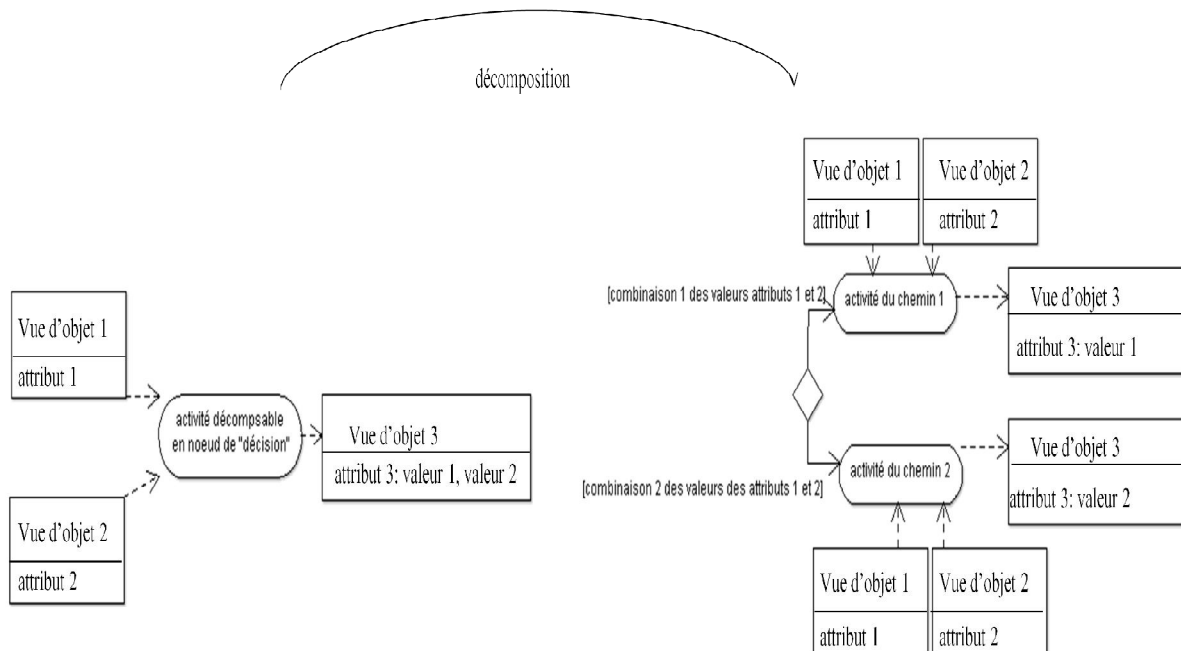 décomposition
Vue d'objet 1
attribut 1
Vue d'objet 2
attribut 2
activité décompsable
en noeud de "décision"
Vue d'objet 3
attribit 3: valeur 1, valeur 2
Vue d'objet 1
attribut 1
Vue d'objet 2
attribut 2
[combinaison 1 des valeurs attributs 1 et 2]
activité du chemin 1
Vue d'objet 3
attribut 3: valeur 1
activité du chemin 2
[combinaison 2 des valeurs des attributs 1 et 2]
Vue d'objet 3
attribut 3: valeur 2
Vue d'objet 1
attribut 1
Vue d'objet 2
attribut 2